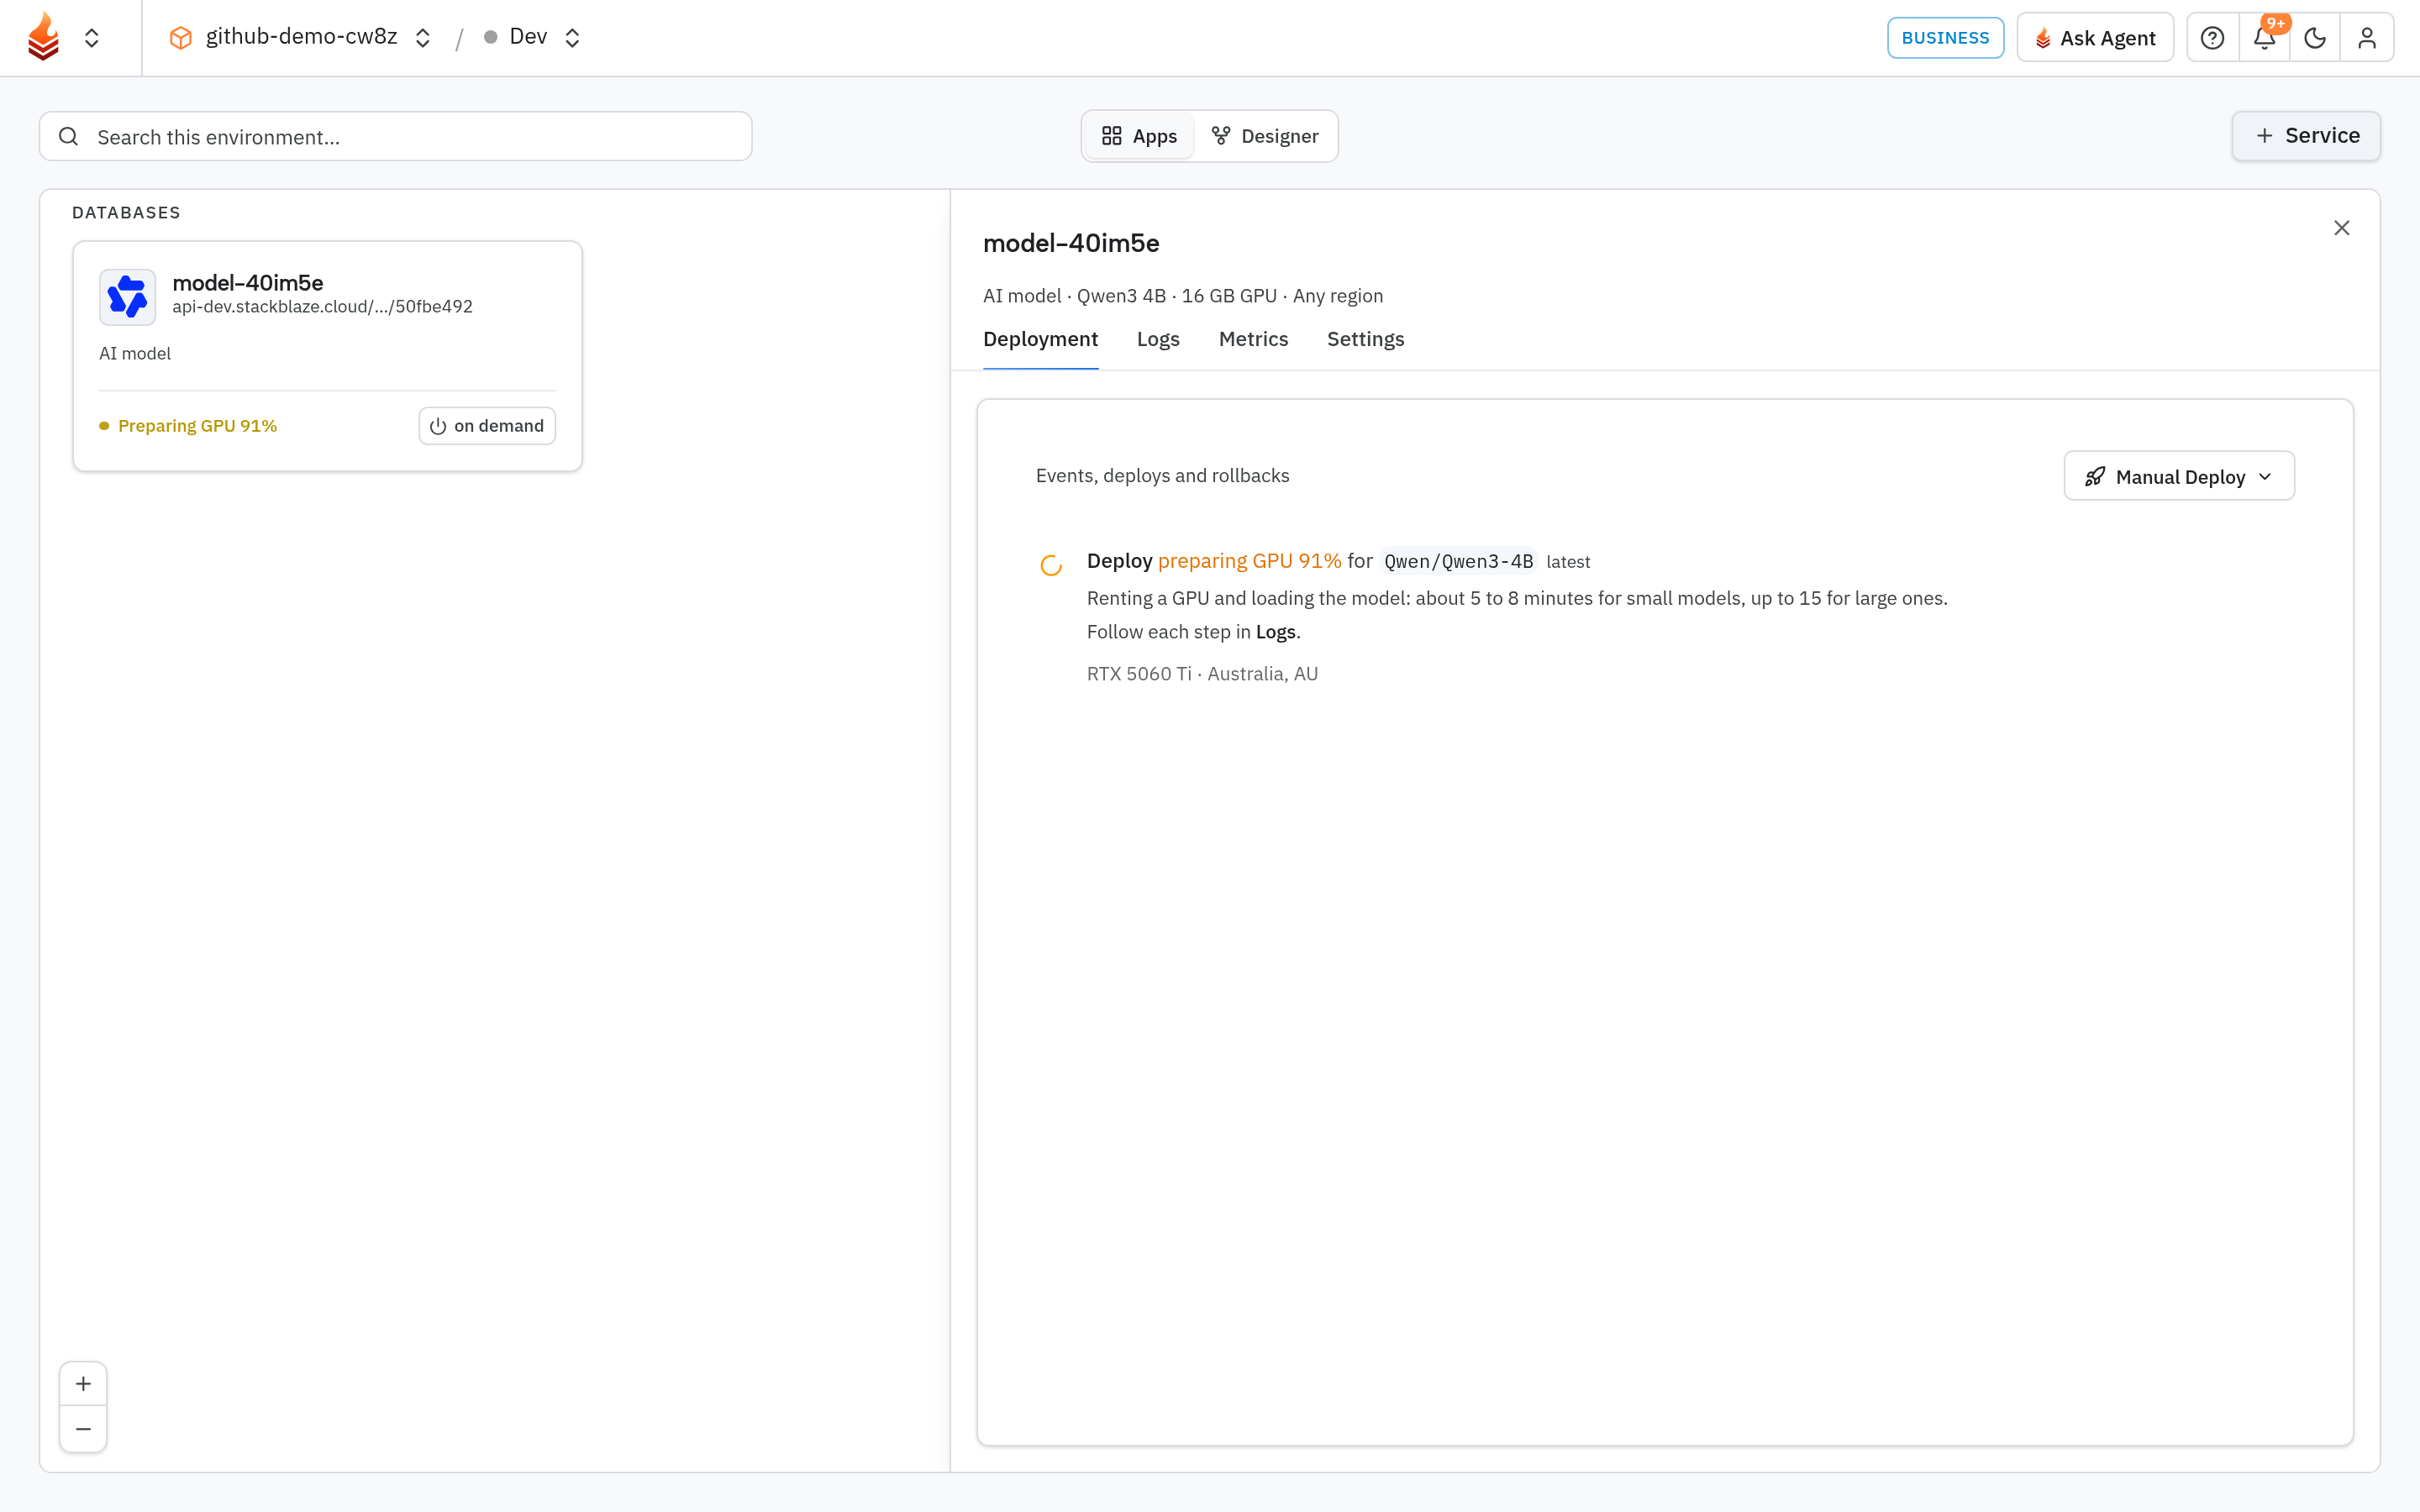 github-demo-cw8z / Dev
BUSINESS
Ask Agent
9+
Search this environment...
Apps
Designer
+ Service
DATABASES
model-40im5e
api-dev.stackblaze.cloud/.../50fbe492
AI model
Preparing GPU 91%
on demand
model-40im5e
AI model · Qwen3 4B · 16 GB GPU · Any region
Deployment Logs Metrics Settings
Events, deploys and rollbacks
Manual Deploy
Deploy preparing GPU 91% for Qwen/Qwen3-4B latest
Renting a GPU and loading the model: about 5 to 8 minutes for small models, up to 15 for large ones.
Follow each step in Logs.
RTX 5060 Ti · Australia, AU